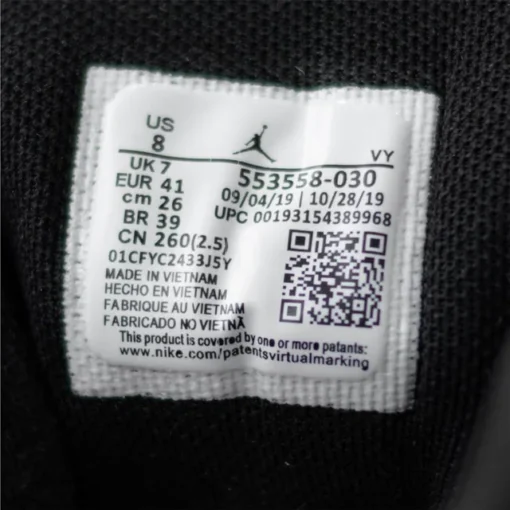 US
8
VY
UK 7
EUR 41
cm 26
BR 39
CN 260(2.5)
553558-030
09/04/19 | 10/28/19
UPC 00193154389968
01CFYC2433J5Y
MADE IN VIETNAM
HECHO EN VIETNAM
FABRIQUE AU VIETNAM
FABRICADO NO VIETNÃ
This product is covered by one or more patents:
www.nike.com/patentsvirtualmarking